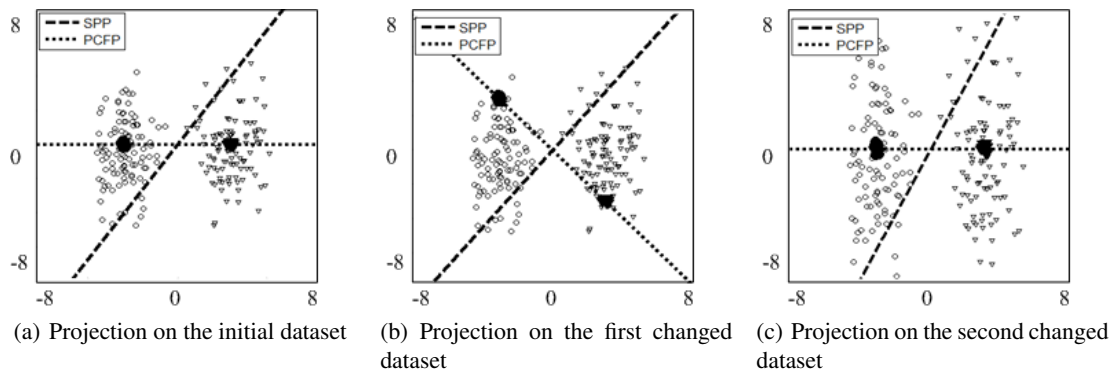 8
SPP
PCFP
0
-8
-8 0 8
(a) Projection on the initial dataset
8
SPP
PCFP
0
-8
-8 0 8
(b) Projection on the first changed
dataset
8
SPP
PCFP
0
-8
-8 0 8
(c) Projection on the second changed
dataset